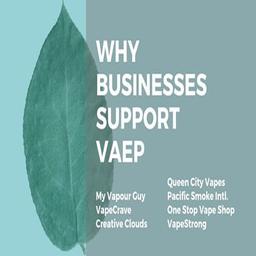 WHY
BUSINESSES
SUPPORT
VAEP
My Vapour Guy
VapeCrave
Creative Clouds
Queen City Vapes
Pacific Smoke Intl.
One Stop Vape Shop
VapeStrong